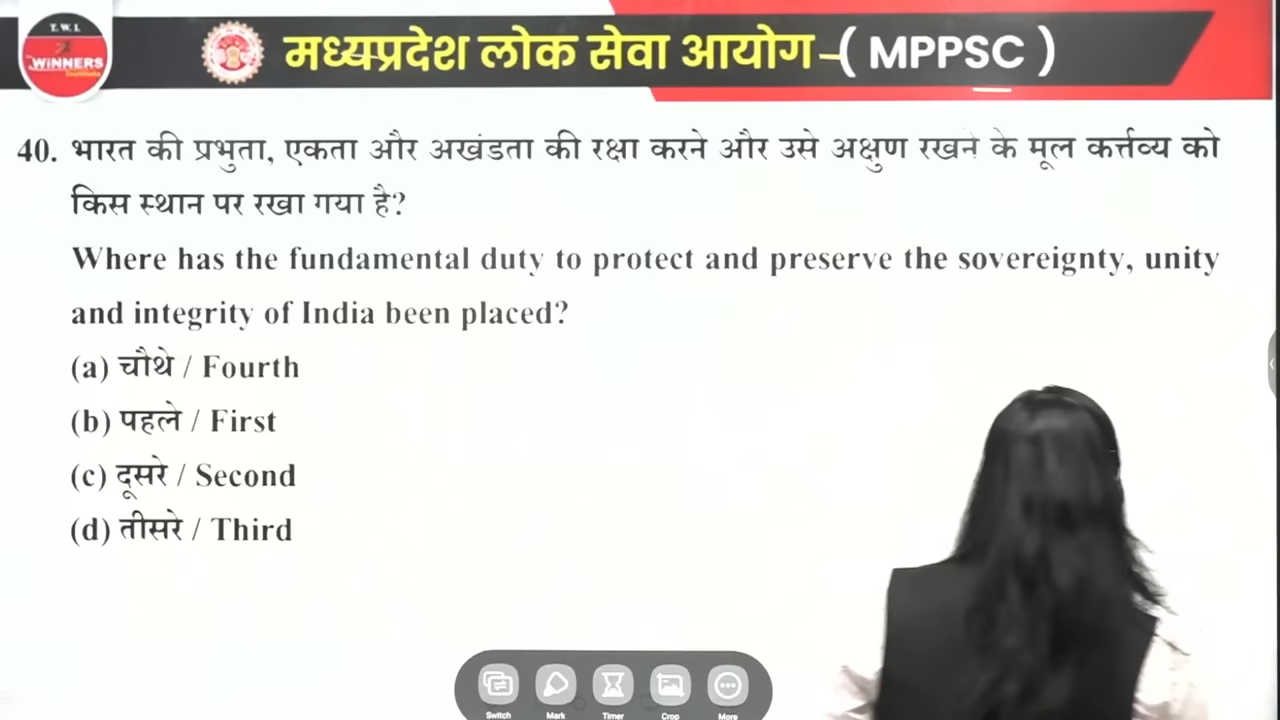 T.W.I.
WiNNERS
Institute
मध्यप्रदेश लोक सेवा आयोग–( MPPSC )
40. भारत की प्रभुता, एकता और अखंडता की रक्षा करने और उसे अक्षुण रखने के मूल कर्त्तव्य को
किस स्थान पर रखा गया है?
Where has the fundamental duty to protect and preserve the sovereignty, unity
and integrity of India been placed?
(a) चौथे / Fourth
(b) पहले / First
(c) दूसरे / Second
(d) तीसरे / Third
Switch Mark Timer Crop More